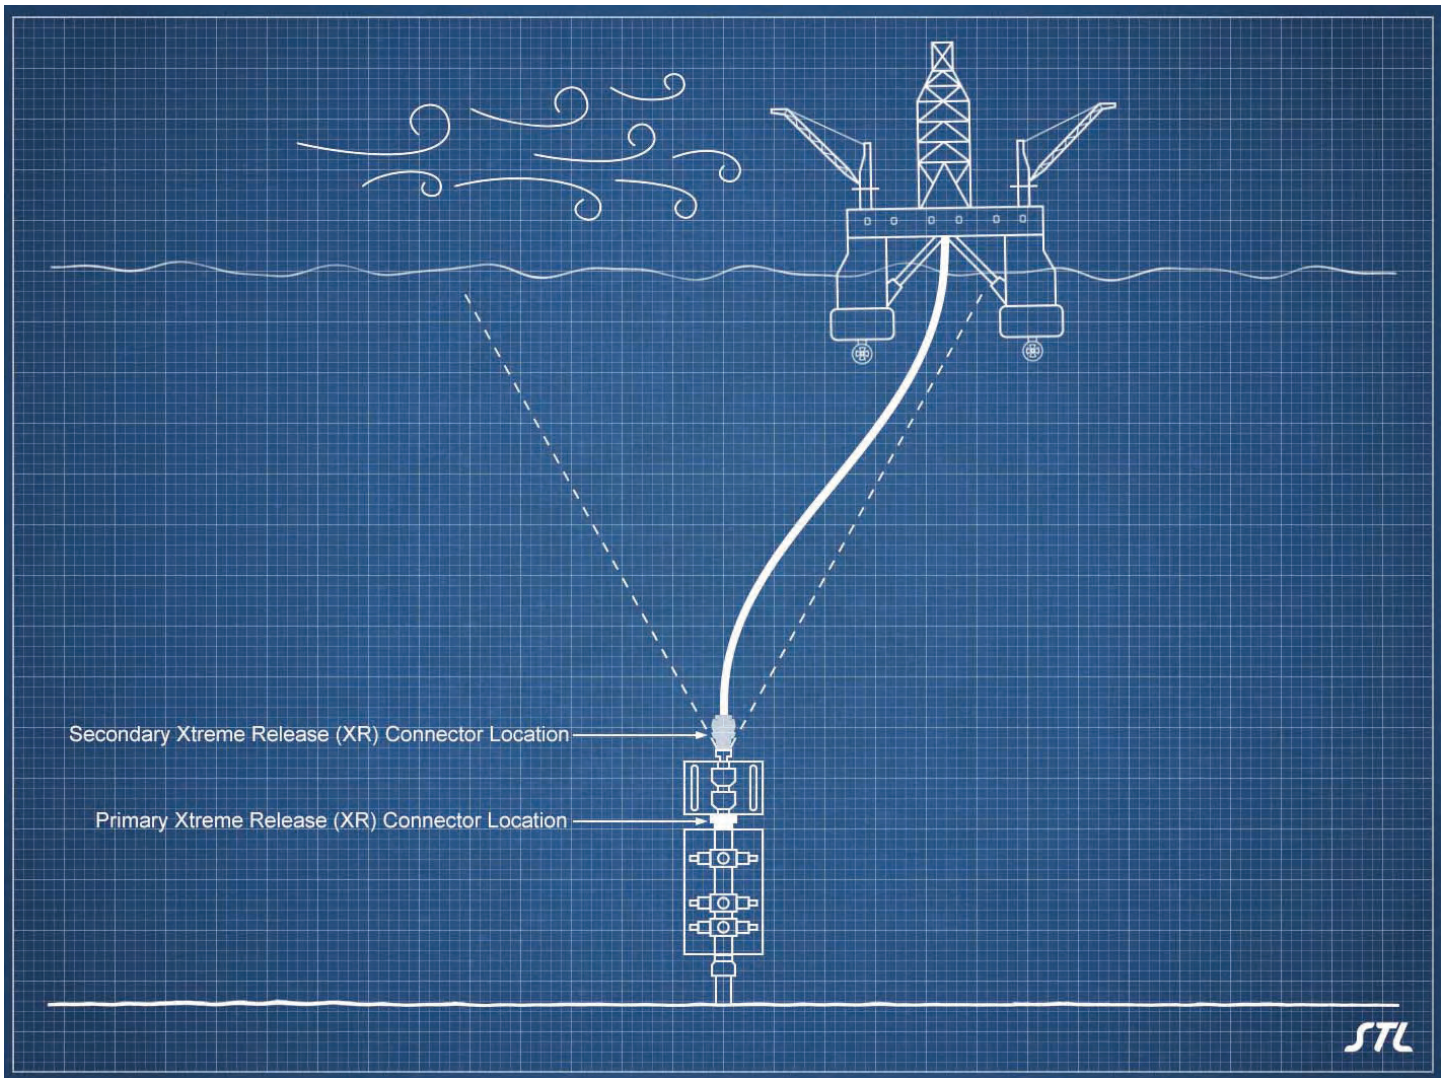 Secondary Xtreme Release (XR) Connector Location
Primary Xtreme Release (XR) Connector Location
STL